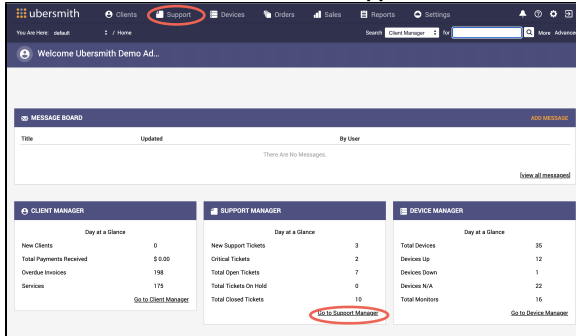 ubersmith Clients Support Devices Orders Sales Reports Settings
You Are Here: default / Home Search Client Manager for More Advanced
Welcome Ubersmith Demo Ad...
MESSAGE BOARD ADD MESSAGE
Title Updated By User
There Are No Messages.
[view all messages]
CLIENT MANAGER
Day at a Glance
New Clients 0
Total Payments Received $ 0.00
Overdue Invoices 198
Services 175
Go to Client Manager
SUPPORT MANAGER
Day at a Glance
New Support Tickets 3
Critical Tickets 2
Total Open Tickets 7
Total Tickets On Hold 0
Total Closed Tickets 10
Go to Support Manager
DEVICE MANAGER
Day at a Glance
Total Devices 35
Devices Up 12
Devices Down 1
Devices N/A 22
Total Monitors 16
Go to Device Manager